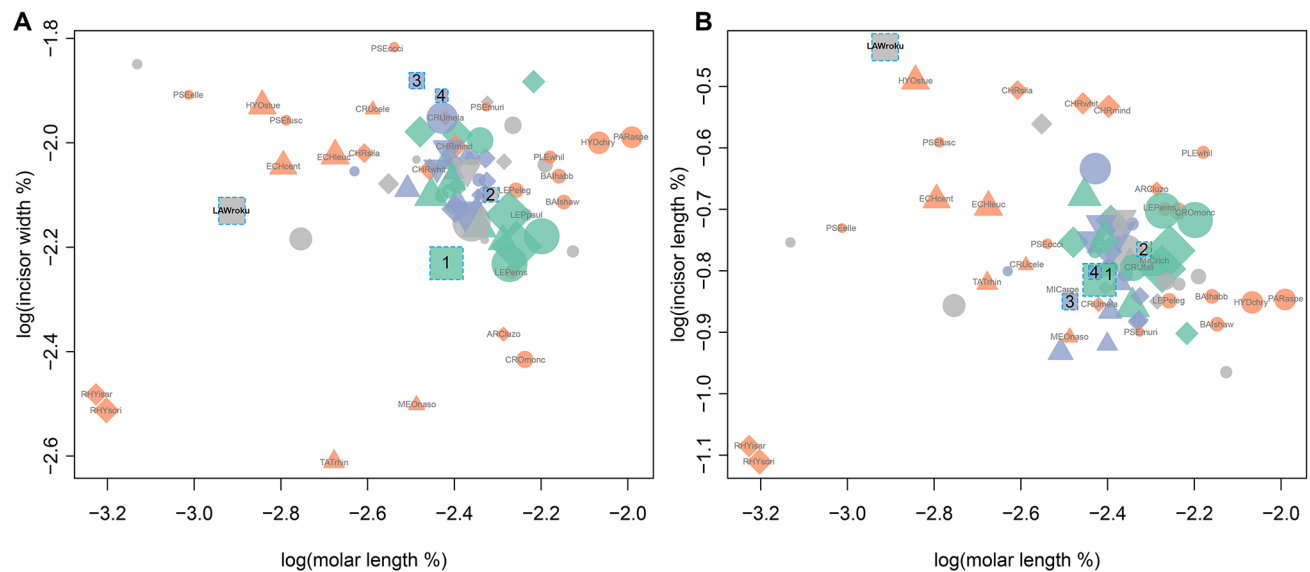 A
B
−1.8
−2.0
−2.2
−2.4
−2.6
log(incisor width %)
PSEocci
3
4
PSEelle
HYOstue
PSEfusc
CRUcele
CRUmela
PSEmuri
HYDchry
PARaspe
ECHcent
ECHleuc
CHRsila
CHRmind
CHRwhit
PLEwhil
BAIhabb
LEPeleg
2
BAIshaw
LAWroku
LEPpaul
1
LEPerns
ARCluzo
CROmonc
RHYisar
RHYsori
MEOnaso
TATrhin
−3.2
−3.0
−2.8
−2.6
−2.4
−2.2
−2.0
log(molar length %)
−0.5
−0.6
−0.7
−0.8
−0.9
−1.0
−1.1
log(incisor length %)
LAWroku
HYOstue
CHRsila
CHRwhit
CHRmind
PSEfusc
PLEwhil
ECHcent
ECHleuc
ARCluzo
LEPerns
CROmonc
PSEelle
PSEocci
2
CRUcele
MICrich
CRUfall
4
1
TATrhin
3
CRUmela
LEPeleg
BAIhabb
HYDchry
PARaspe
MEOnaso
PSEmuri
BAIshaw
RHYisar
RHYsori
−3.2
−3.0
−2.8
−2.6
−2.4
−2.2
−2.0
log(molar length %)